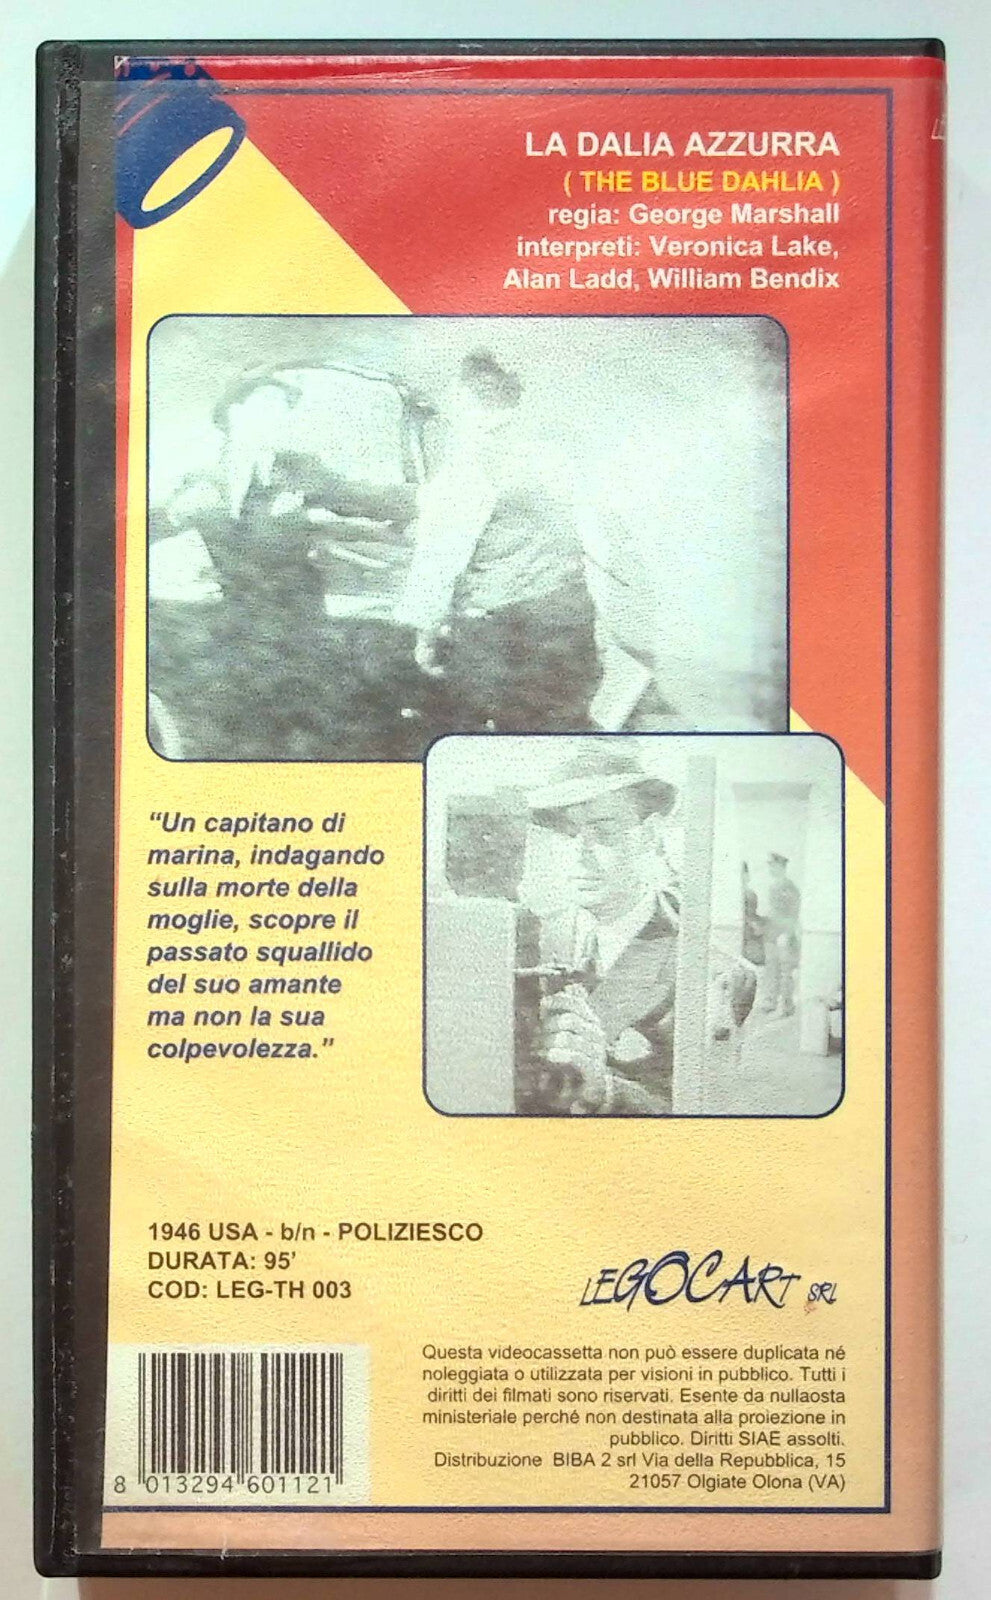 LA DALIA AZZURRA
( THE BLUE DAHLIA )
regia: George Marshall
interpreti: Veronica Lake,
Alan Ladd, William Bendix
“Un capitano di
marina, indagando
sulla morte della
moglie, scopre il
passato squallido
del suo amante
ma non la sua
colpevolezza.”
1946 USA - b/n - POLIZIESCO
DURATA: 95’
COD: LEG-TH 003
LEGOCART SRL
Questa videocassetta non può essere duplicata né
noleggiata o utilizzata per visioni in pubblico. Tutti i
diritti dei filmati sono riservati. Esente da nullaosta
ministeriale perché non destinata alla proiezione in
pubblico. Diritti SIAE assolti.
Distribuzione BIBA 2 srl Via della Repubblica, 15
21057 Olgiate Olona (VA)
8 013294 601121